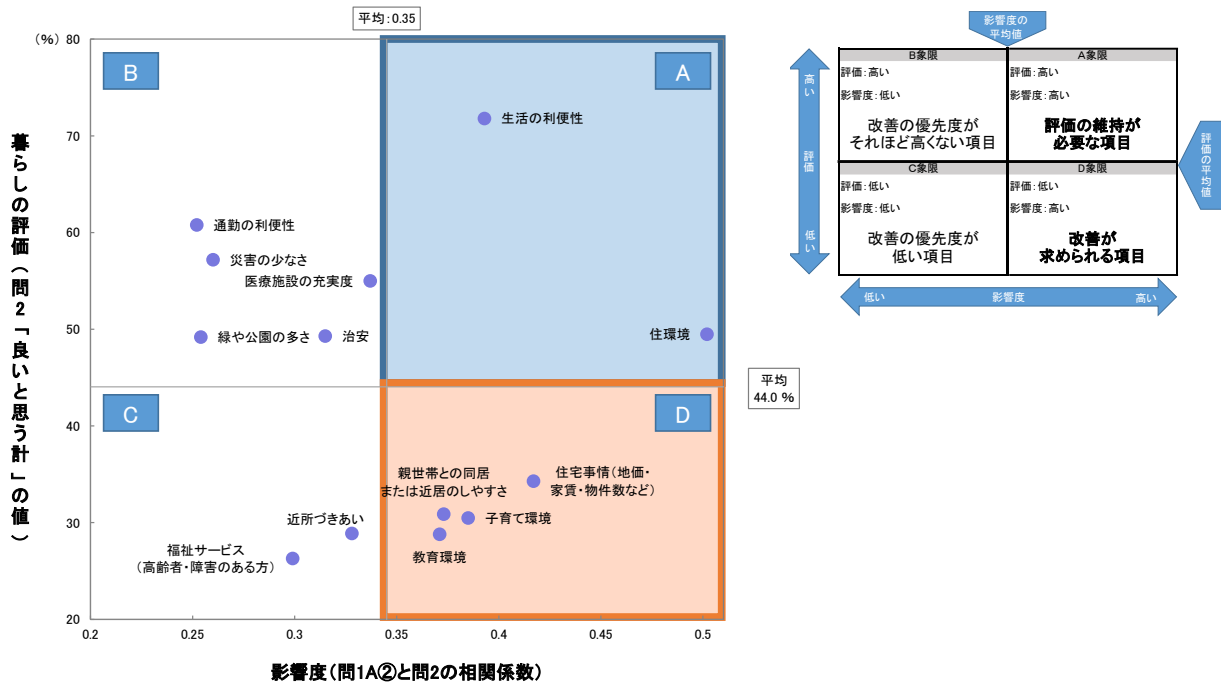 平均：0.35
（％）
80
70
60
50
40
30
20
0.2
0.25
0.3
0.35
0.4
0.45
0.5
暮らしの評価（問2「良いと思う計」の値）
影響度（問1A②と問2の相関係数）
B
A
C
D
生活の利便性
通勤の利便性
災害の少なさ
医療施設の充実度
緑や公園の多さ
治安
住環境
平均
44.0 %
親世帯との同居
または近居のしやすさ
住宅事情（地価・
家賃・物件数など）
子育て環境
教育環境
近所づきあい
福祉サービス
（高齢者・障害のある方）
影響度の
平均値
B象限
評価：高い
影響度：低い
改善の優先度が
それほど高くない項目
A象限
評価：高い
影響度：高い
評価の維持が
必要な項目
C象限
評価：低い
影響度：低い
改善の優先度が
低い項目
D象限
評価：低い
影響度：高い
改善が
求められる項目
高い
評価
低い
評価の平均値
低い
影響度
高い